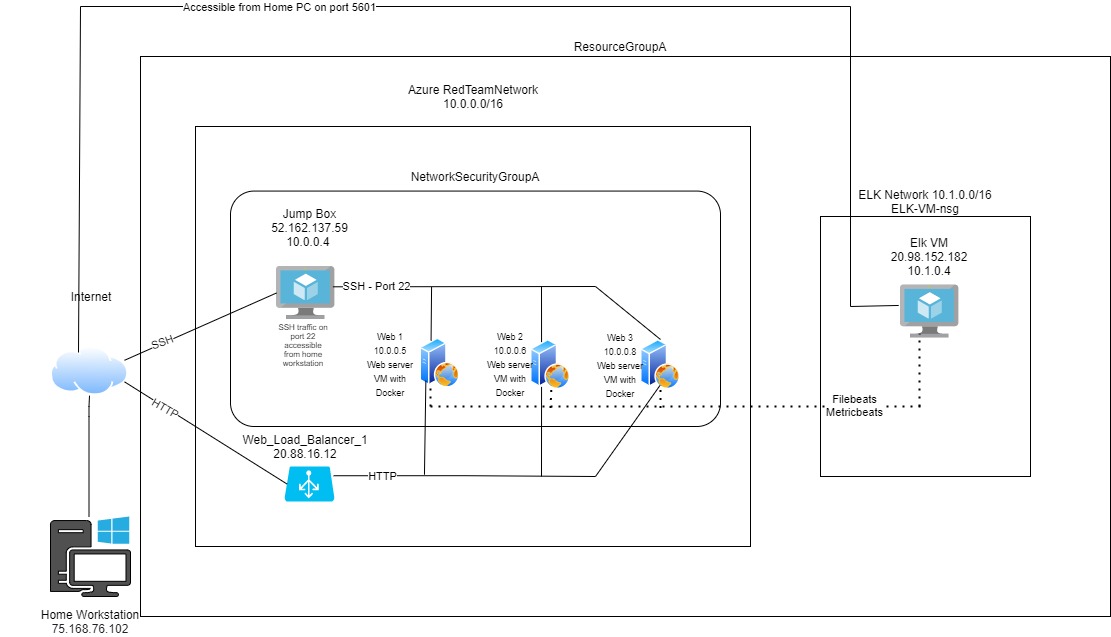 Accessible from Home PC on port 5601
ResourceGroupA
Azure RedTeamNetwork
10.0.0.0/16
NetworkSecurityGroupA
ELK Network 10.1.0.0/16
ELK-VM-nsg
Jump Box
52.162.137.59
10.0.0.4
Elk VM
20.98.152.182
10.1.0.4
SSH - Port 22
Internet
SSH
SSH traffic on
port 22
accessible
from home
workstation
Web 1
10.0.0.5
Web server
VM with
Docker
Web 2
10.0.0.6
Web server
VM with
Docker
Web 3
10.0.0.8
Web server
VM with
Docker
Filebeats
Metricbeats
HTTP
Web_Load_Balancer_1
20.88.16.12
HTTP
Home Workstation
75.168.76.102